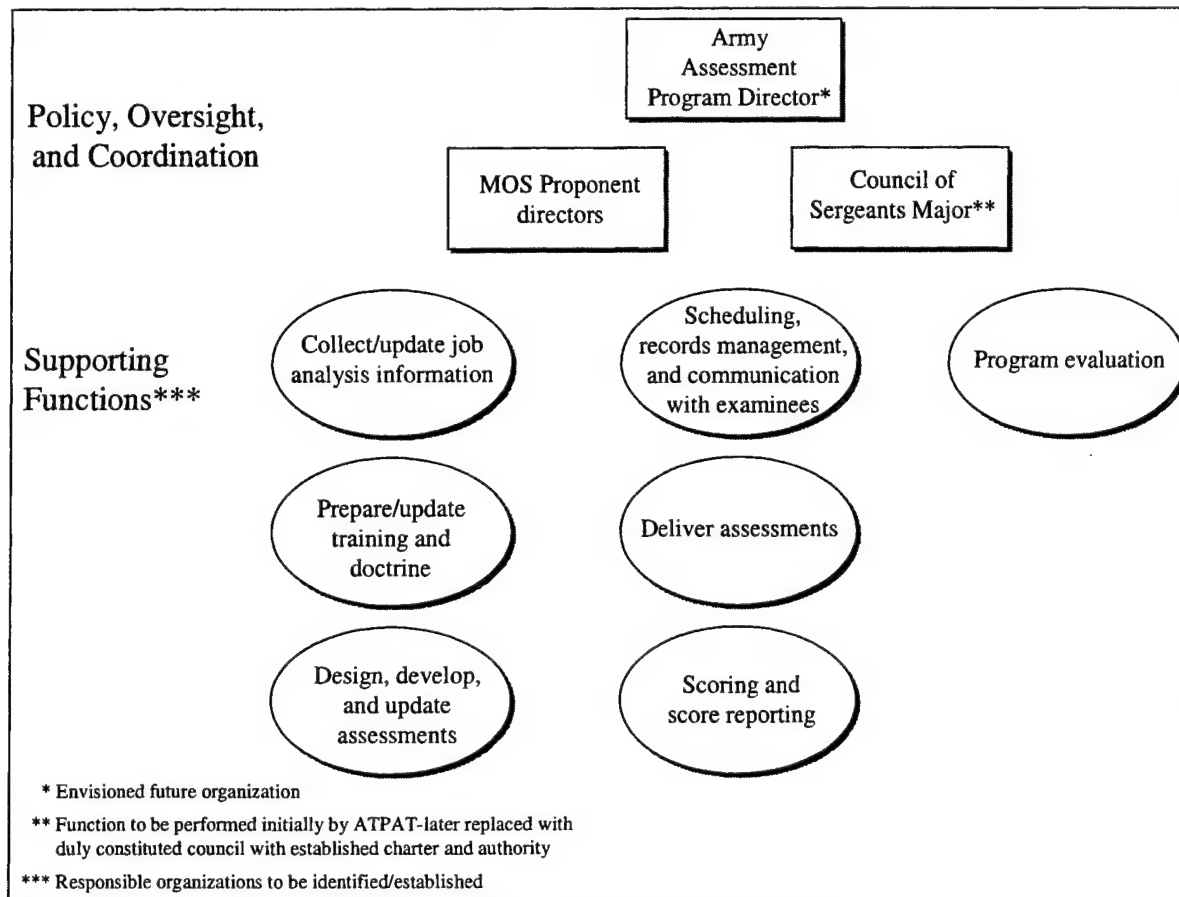 Army
Assessment
Program Director*
Policy, Oversight,
and Coordination
MOS Proponent
directors
Council of
Sergeants Major**
Supporting
Functions***
Collect/update job
analysis information
Scheduling,
records management,
and communication
with examinees
Program evaluation
Prepare/update
training and
doctrine
Deliver assessments
Design, develop,
and update
assessments
Scoring and
score reporting
* Envisioned future organization
** Function to be performed initially by ATPAT-later replaced with
duly constituted council with established charter and authority
*** Responsible organizations to be identified/established